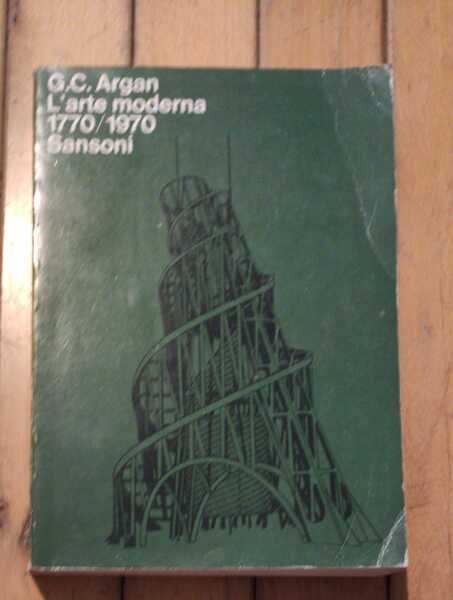 G.C. Argan
L'arte moderna
1770/1970
Sansoni